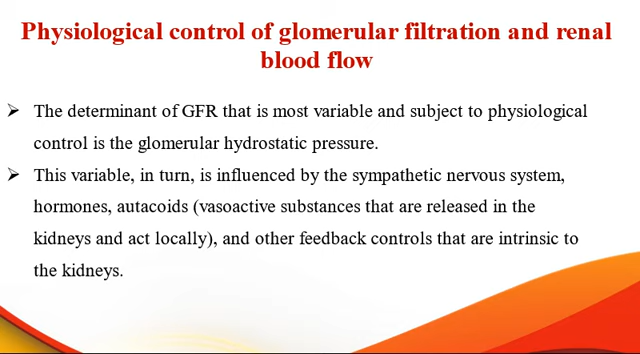 Physiological control of glomerular filtration and renal
blood flow
➢ The determinant of GFR that is most variable and subject to physiological
control is the glomerular hydrostatic pressure.
➢ This variable, in turn, is influenced by the sympathetic nervous system,
hormones, autacoids (vasoactive substances that are released in the
kidneys and act locally), and other feedback controls that are intrinsic to
the kidneys.